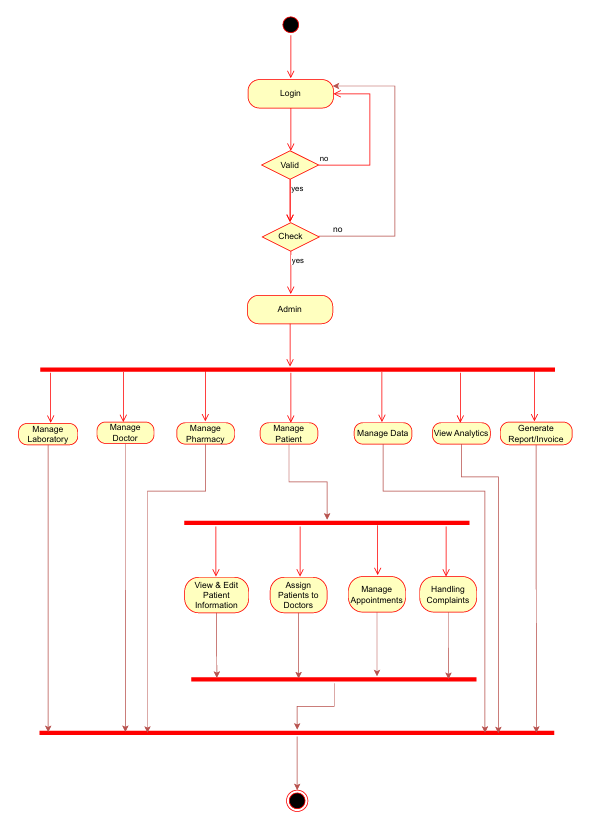 Login
Valid
no
yes
Check
no
yes
Admin
Manage
Laboratory
Manage
Doctor
Manage
Pharmacy
Manage
Patient
Manage Data
View Analytics
Generate
Report/Invoice
View & Edit
Patient
Information
Assign
Patients to
Doctors
Manage
Appointments
Handling
Complaints